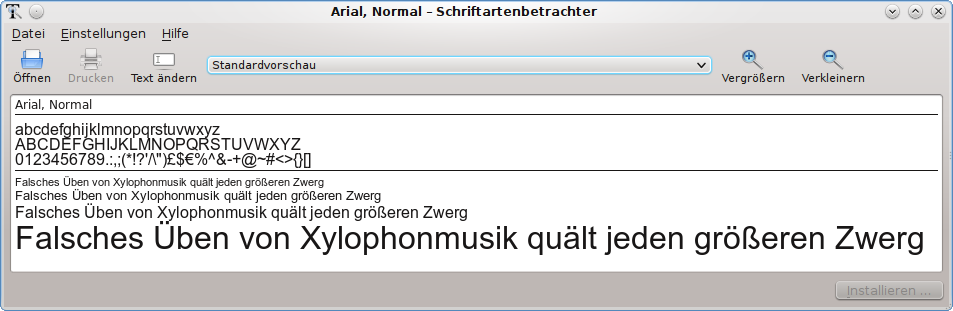 Arial, Normal – Schriftartenbetrachter
Datei Einstellungen Hilfe
Öffnen Drucken Text ändern Standardvorschau Vergrößern Verkleinern
Arial, Normal
abcdefghijklmnopqrstuvwxyz
ABCDEFGHIJKLMNOPQRSTUVWXYZ
0123456789.:,;(*!?'/\")£$€%^&-+@~#<>{}[]
Falsches Üben von Xylophonmusik quält jeden größeren Zwerg
Falsches Üben von Xylophonmusik quält jeden größeren Zwerg
Falsches Üben von Xylophonmusik quält jeden größeren Zwerg
Falsches Üben von Xylophonmusik quält jeden größeren Zwerg
Installieren ...